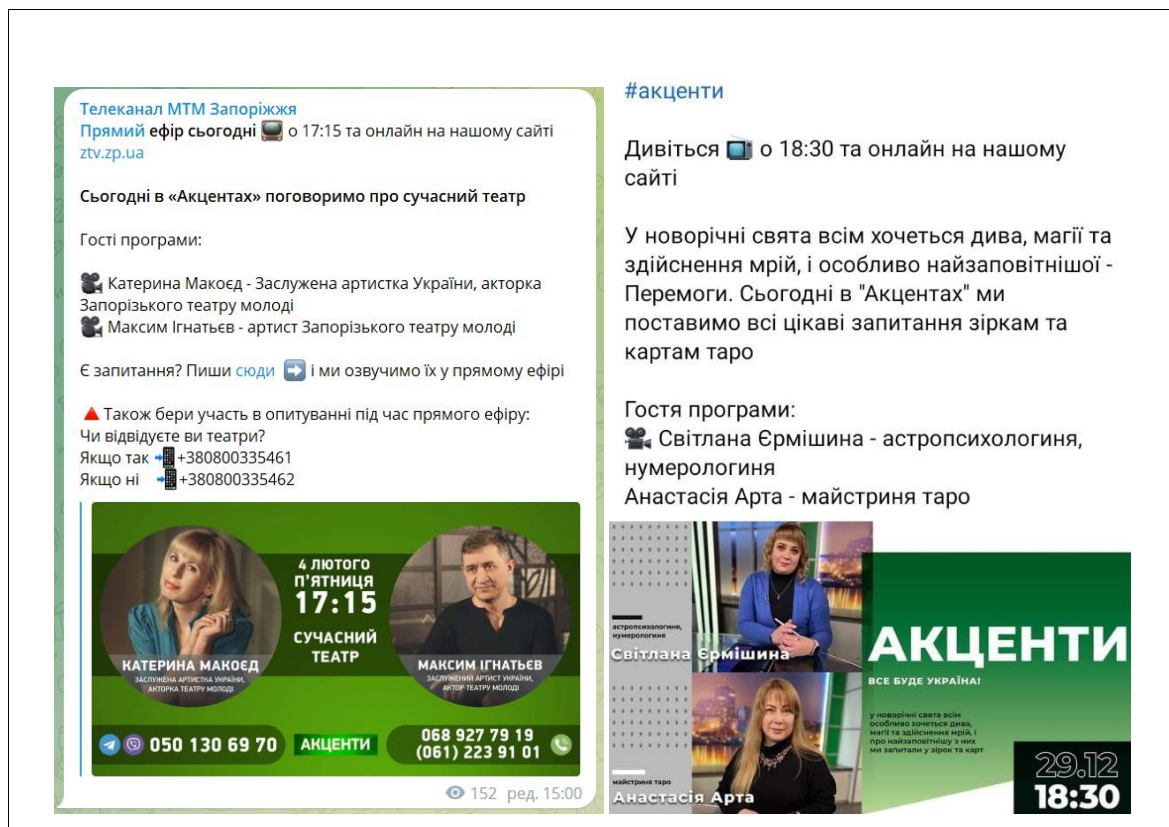 Телеканал МТМ Запоріжжя
Прямий ефір сьогодні о 17:15 та онлайн на нашому сайті
ztv.zp.ua
Сьогодні в «Акцентах» поговоримо про сучасний театр
Гості програми:
Катерина Макоєд - Заслужена артистка України, акторка
Запорізького театру молоді
Максим Ігнатьєв - артист Запорізького театру молоді
Є запитання? Пиши сюди і ми озвучимо їх у прямому ефірі
Також бери участь в опитуванні під час прямого ефіру:
Чи відвідуєте ви театри?
Якщо так +380800335461
Якщо ні +380800335462
4 ЛЮТОГО
П'ЯТНИЦЯ
17:15
СУЧАСНИЙ
ТЕАТР
КАТЕРИНА МАКОЄД
ЗАСЛУЖЕНА АРТИСТКА УКРАЇНИ,
АКТОРКА ТЕАТРУ МОЛОДІ
МАКСИМ ІГНАТЬЄВ
ЗАСЛУЖЕНИЙ АРТИСТ УКРАЇНИ,
АКТОР ТЕАТРУ МОЛОДІ
050 130 69 70
АКЦЕНТИ
068 927 79 19
(061) 223 91 01
152 ред. 15:00
#акценти
Дивіться о 18:30 та онлайн на нашому
сайті
У новорічні свята всім хочеться дива, магії та
здійснення мрій, і особливо найзаповітнішої -
Перемоги. Сьогодні в "Акцентах" ми
поставимо всі цікаві запитання зіркам та
картам таро
Гостя програми:
Світлана Єрмішина - астропсихологиня,
нумерологиня
Анастасія Арта - майстриня таро
астропсихологиня,
нумерологиня
Світлана Єрмішина
майстриня таро
Анастасія Арта
АКЦЕНТИ
ВСЕ БУДЕ УКРАЇНА!
у новорічні свята всім
особливо хочеться дива,
магії та здійснення мрій, і
про найзаповітнішу з них
ми запитали у зірок та карт
29.12
18:30